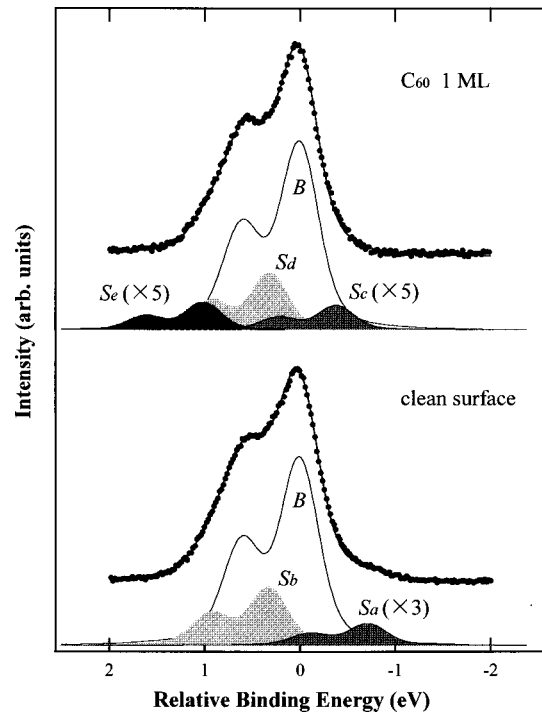 C60 1 ML
B
Sd
Se (×5)
Sc (×5)
Intensity (arb. units)
clean surface
B
Sb
Sa (×3)
2 1 0 -1 -2
Relative Binding Energy (eV)